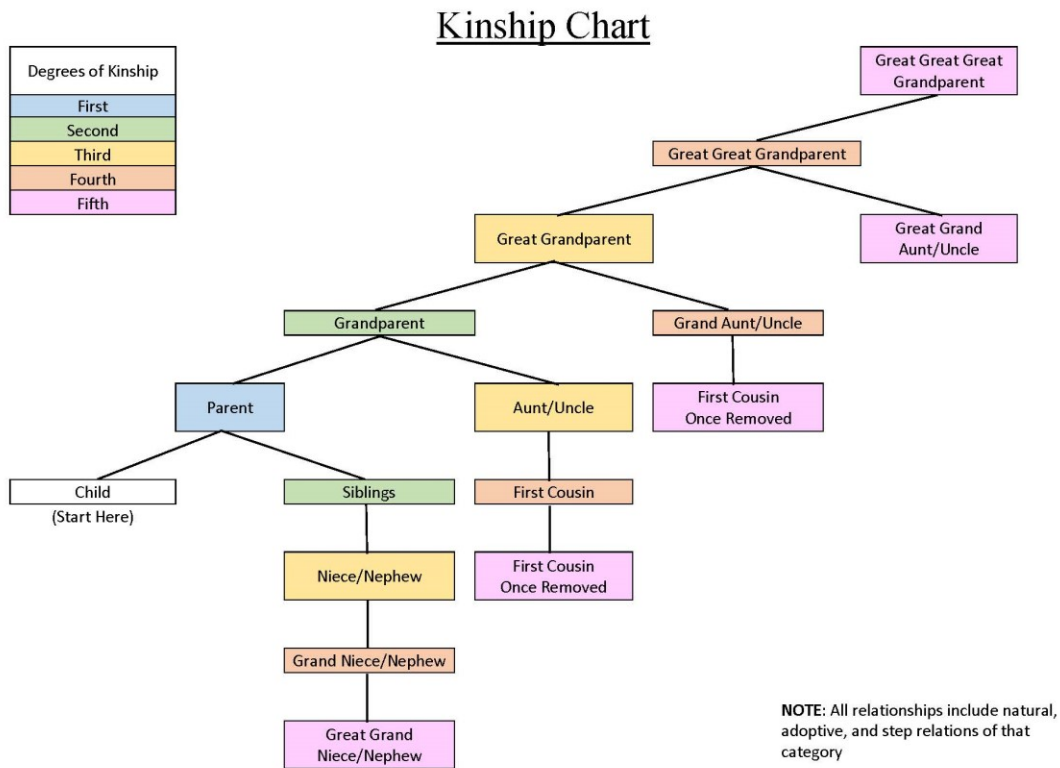 Kinship Chart
Degrees of Kinship
First
Second
Third
Fourth
Fifth
Great Great Great
Grandparent
Great Great Grandparent
Great Grandparent
Great Grand
Aunt/Uncle
Grandparent
Grand Aunt/Uncle
Parent
Aunt/Uncle
First Cousin
Once Removed
Child
(Start Here)
Siblings
First Cousin
Niece/Nephew
First Cousin
Once Removed
Grand Niece/Nephew
Great Grand
Niece/Nephew
NOTE: All relationships include natural,
adoptive, and step relations of that
category